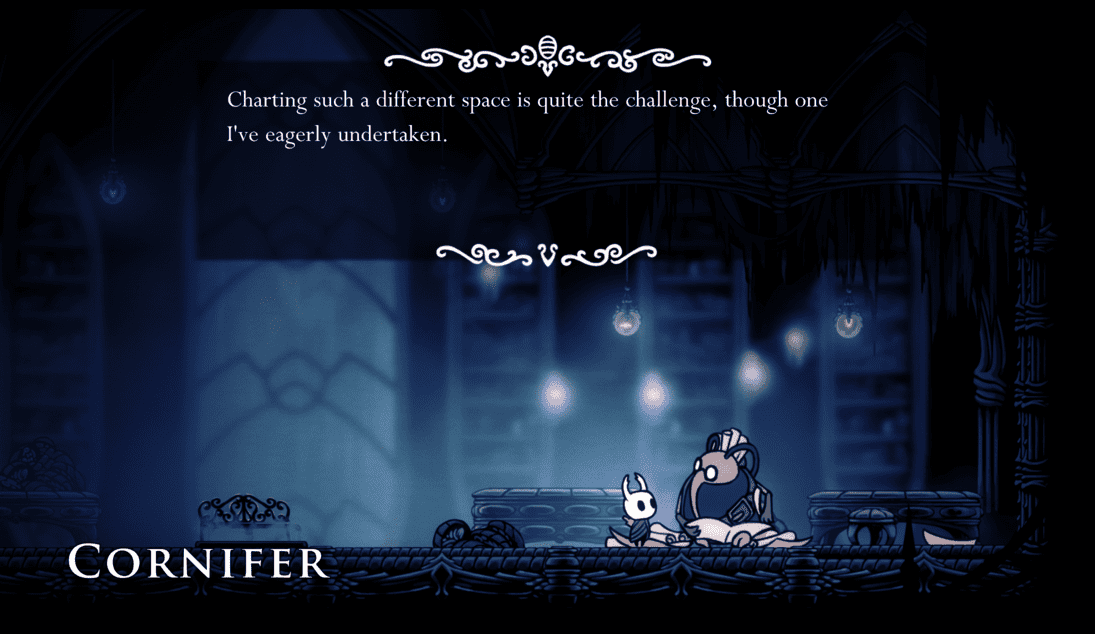 Charting such a different space is quite the challenge, though one
I've eagerly undertaken.
CORNIFER